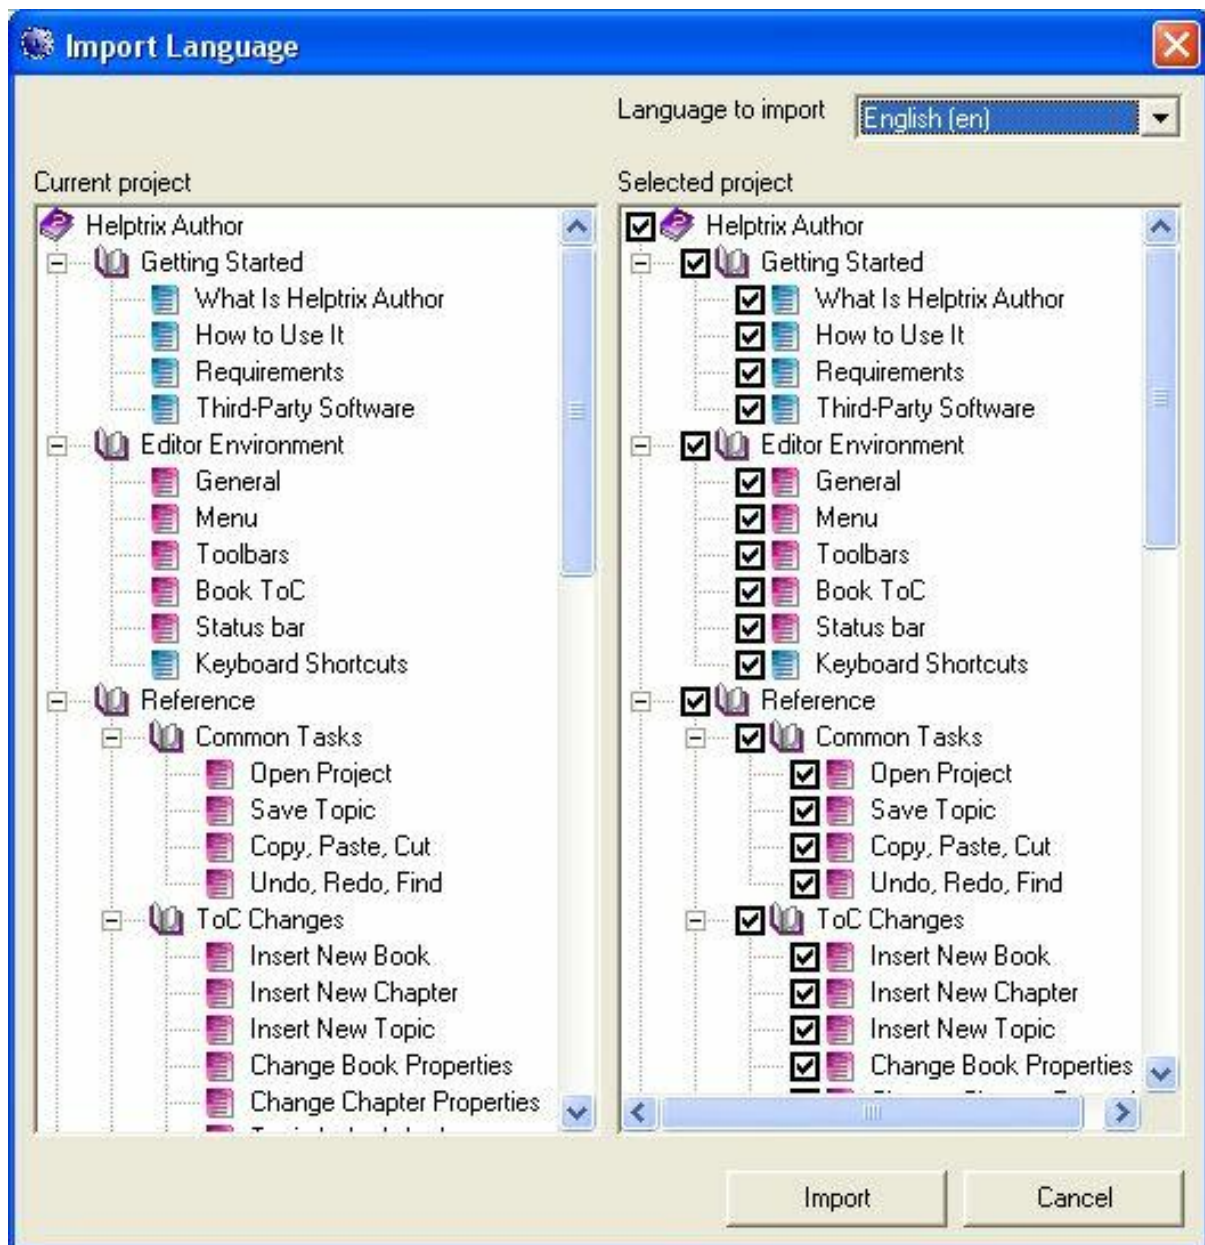 Import Language
Language to import
English (en)
Current project
Helptrix Author
Getting Started
What Is Helptrix Author
How to Use It
Requirements
Third-Party Software
Editor Environment
General
Menu
Toolbars
Book ToC
Status bar
Keyboard Shortcuts
Reference
Common Tasks
Open Project
Save Topic
Copy, Paste, Cut
Undo, Redo, Find
ToC Changes
Insert New Book
Insert New Chapter
Insert New Topic
Change Book Properties
Change Chapter Properties
Selected project
Helptrix Author
Getting Started
What Is Helptrix Author
How to Use It
Requirements
Third-Party Software
Editor Environment
General
Menu
Toolbars
Book ToC
Status bar
Keyboard Shortcuts
Reference
Common Tasks
Open Project
Save Topic
Copy, Paste, Cut
Undo, Redo, Find
ToC Changes
Insert New Book
Insert New Chapter
Insert New Topic
Change Book Properties
Import
Cancel